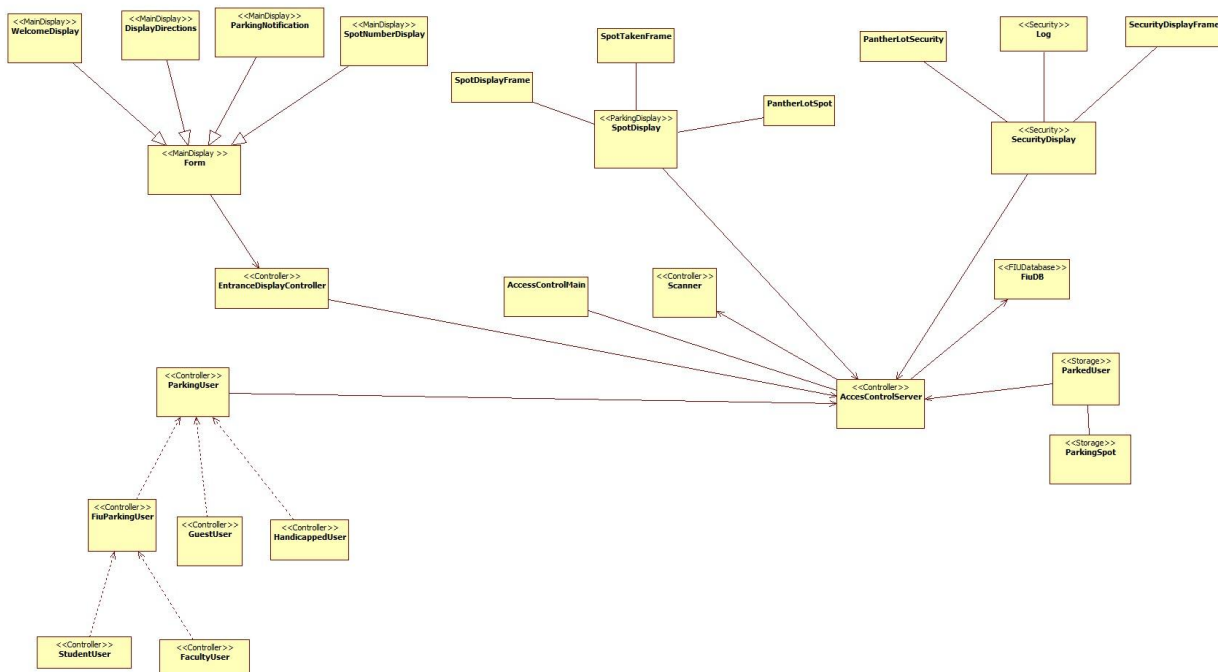 <<MainDisplay>>
WelcomeDisplay
<<MainDisplay>>
DisplayDirections
<<MainDisplay>>
ParkingNotification
<<MainDisplay>>
SpotNumberDisplay
SpotTakenFrame
PantherLotSecurity
<<Security>>
Log
SecurityDisplayFrame
SpotDisplayFrame
PantherLotSpot
<<ParkingDisplay>>
SpotDisplay
<<Security>>
SecurityDisplay
<<MainDisplay >>
Form
<<Controller>>
EntranceDisplayController
AccessControlMain
<<Controller>>
Scanner
<<FIUDatabase>>
FiuDB
<<Controller>>
ParkingUser
<<Controller>>
AccesControlServer
<<Storage>>
ParkedUser
<<Storage>>
ParkingSpot
<<Controller>>
FiuParkingUser
<<Controller>>
GuestUser
<<Controller>>
HandicappedUser
<<Controller>>
StudentUser
<<Controller>>
FacultyUser